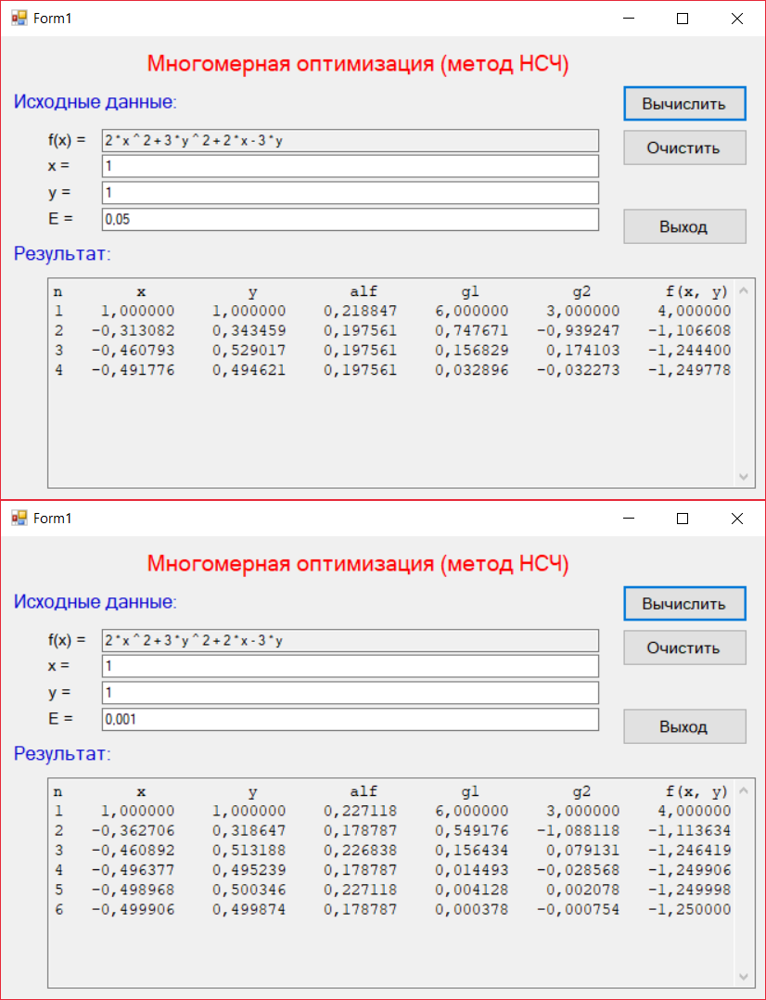 Form1
Многомерная оптимизация (метод НСЧ)
Исходные данные:
Вычислить
f(x) = 2*x^2+3*y^2+2*x-3*y
Очистить
x = 1
y = 1
E = 0,05
Выход
Результат:
n x y alf g1 g2 f(x, y)
1 1,000000 1,000000 0,218847 6,000000 3,000000 4,000000
2 -0,313082 0,343459 0,197561 0,747671 -0,939247 -1,106608
3 -0,460793 0,529017 0,197561 0,156829 0,174103 -1,244400
4 -0,491776 0,494621 0,197561 0,032896 -0,032273 -1,249778
Form1
Многомерная оптимизация (метод НСЧ)
Исходные данные:
Вычислить
f(x) = 2*x^2+3*y^2+2*x-3*y
Очистить
x = 1
y = 1
E = 0,001
Выход
Результат:
n x y alf g1 g2 f(x, y)
1 1,000000 1,000000 0,227118 6,000000 3,000000 4,000000
2 -0,362706 0,318647 0,178787 0,549176 -1,088118 -1,113634
3 -0,460892 0,513188 0,226838 0,156434 0,079131 -1,246419
4 -0,496377 0,495239 0,178787 0,014493 -0,028568 -1,249906
5 -0,498968 0,500346 0,227118 0,004128 0,002078 -1,249998
6 -0,499906 0,499874 0,178787 0,000378 -0,000754 -1,250000